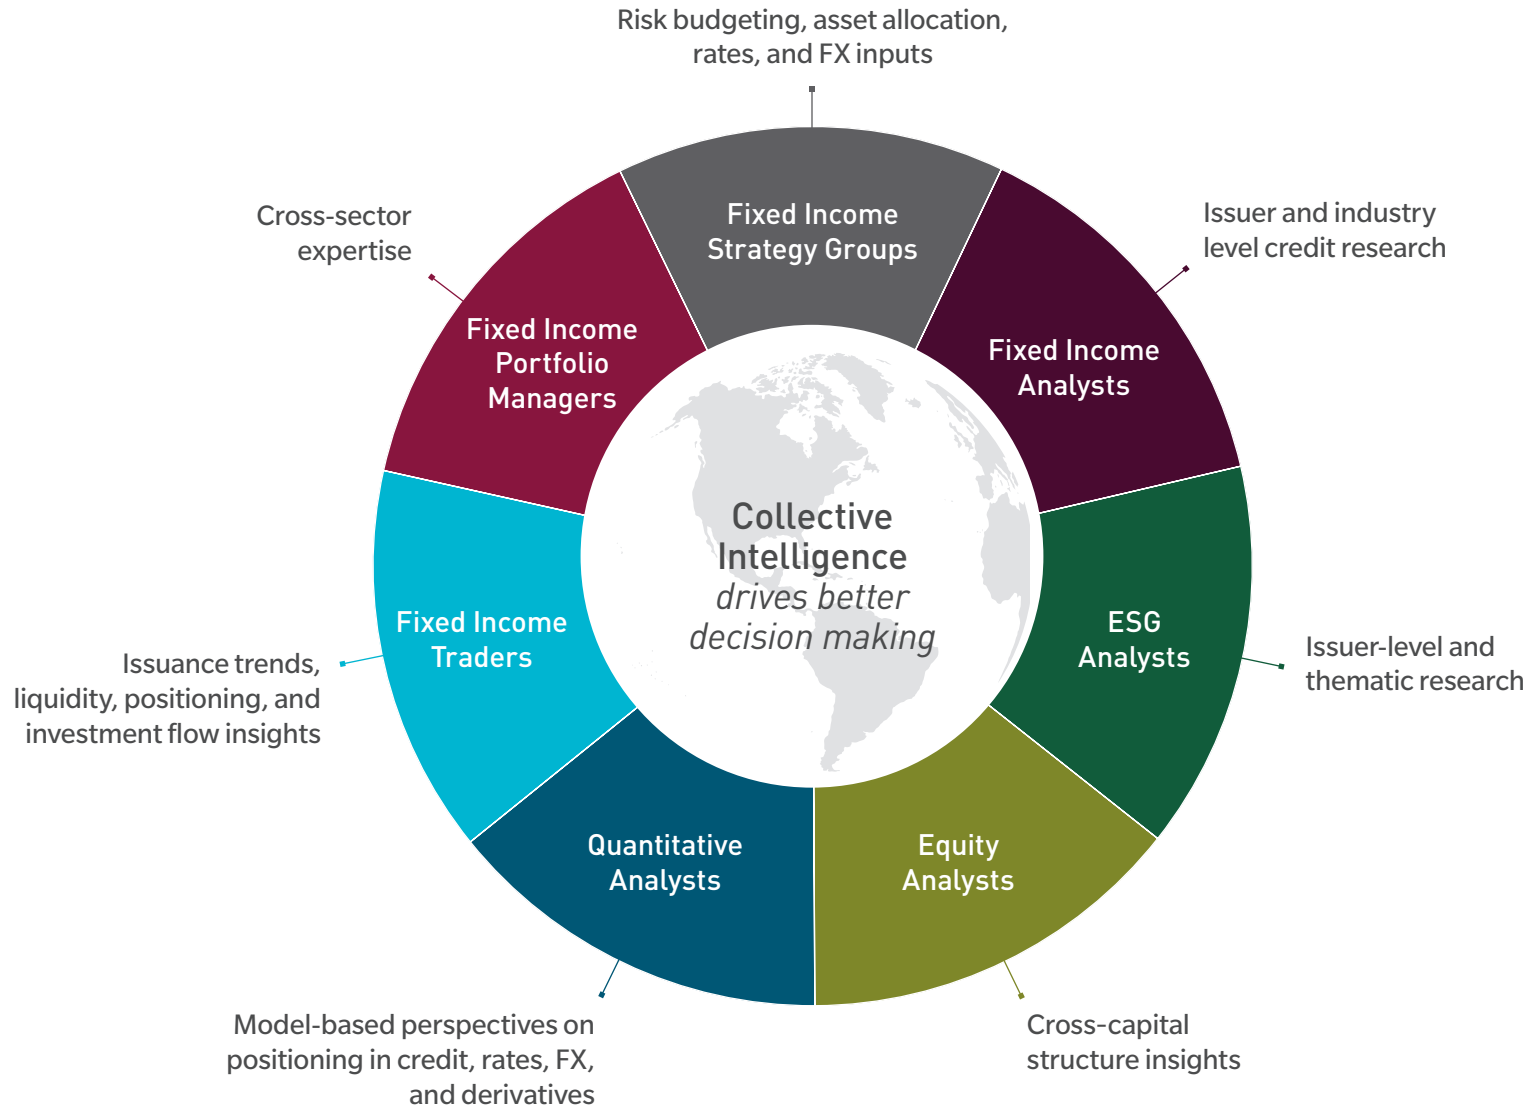 Risk budgeting, asset allocation,
rates, and FX inputs
Fixed Income
Strategy Groups
Issuer and industry
level credit research
Fixed Income
Analysts
Issuer-level and
thematic research
ESG
Analysts
Cross-capital
structure insights
Equity
Analysts
Model-based perspectives on
positioning in credit, rates, FX,
and derivatives
Quantitative
Analysts
Issuance trends,
liquidity, positioning, and
investment flow insights
Fixed Income
Traders
Cross-sector
expertise
Fixed Income
Portfolio
Managers
Collective
Intelligence
drives better
decision making